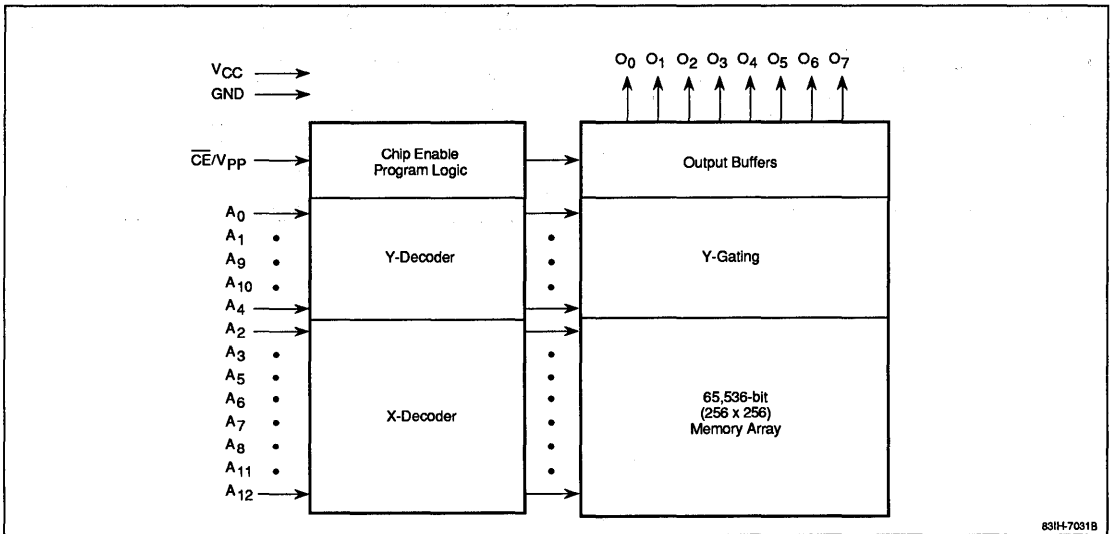 VCC
GND
O0 O1 O2 O3 O4 O5 O6 O7
CE/VPP
Chip Enable
Program Logic
Output Buffers
A0
A1
A9
A10
A4
Y-Decoder
Y-Gating
A2
A3
A5
A6
A7
A8
A11
A12
X-Decoder
65,536-bit
(256 x 256)
Memory Array
83IH-7031B